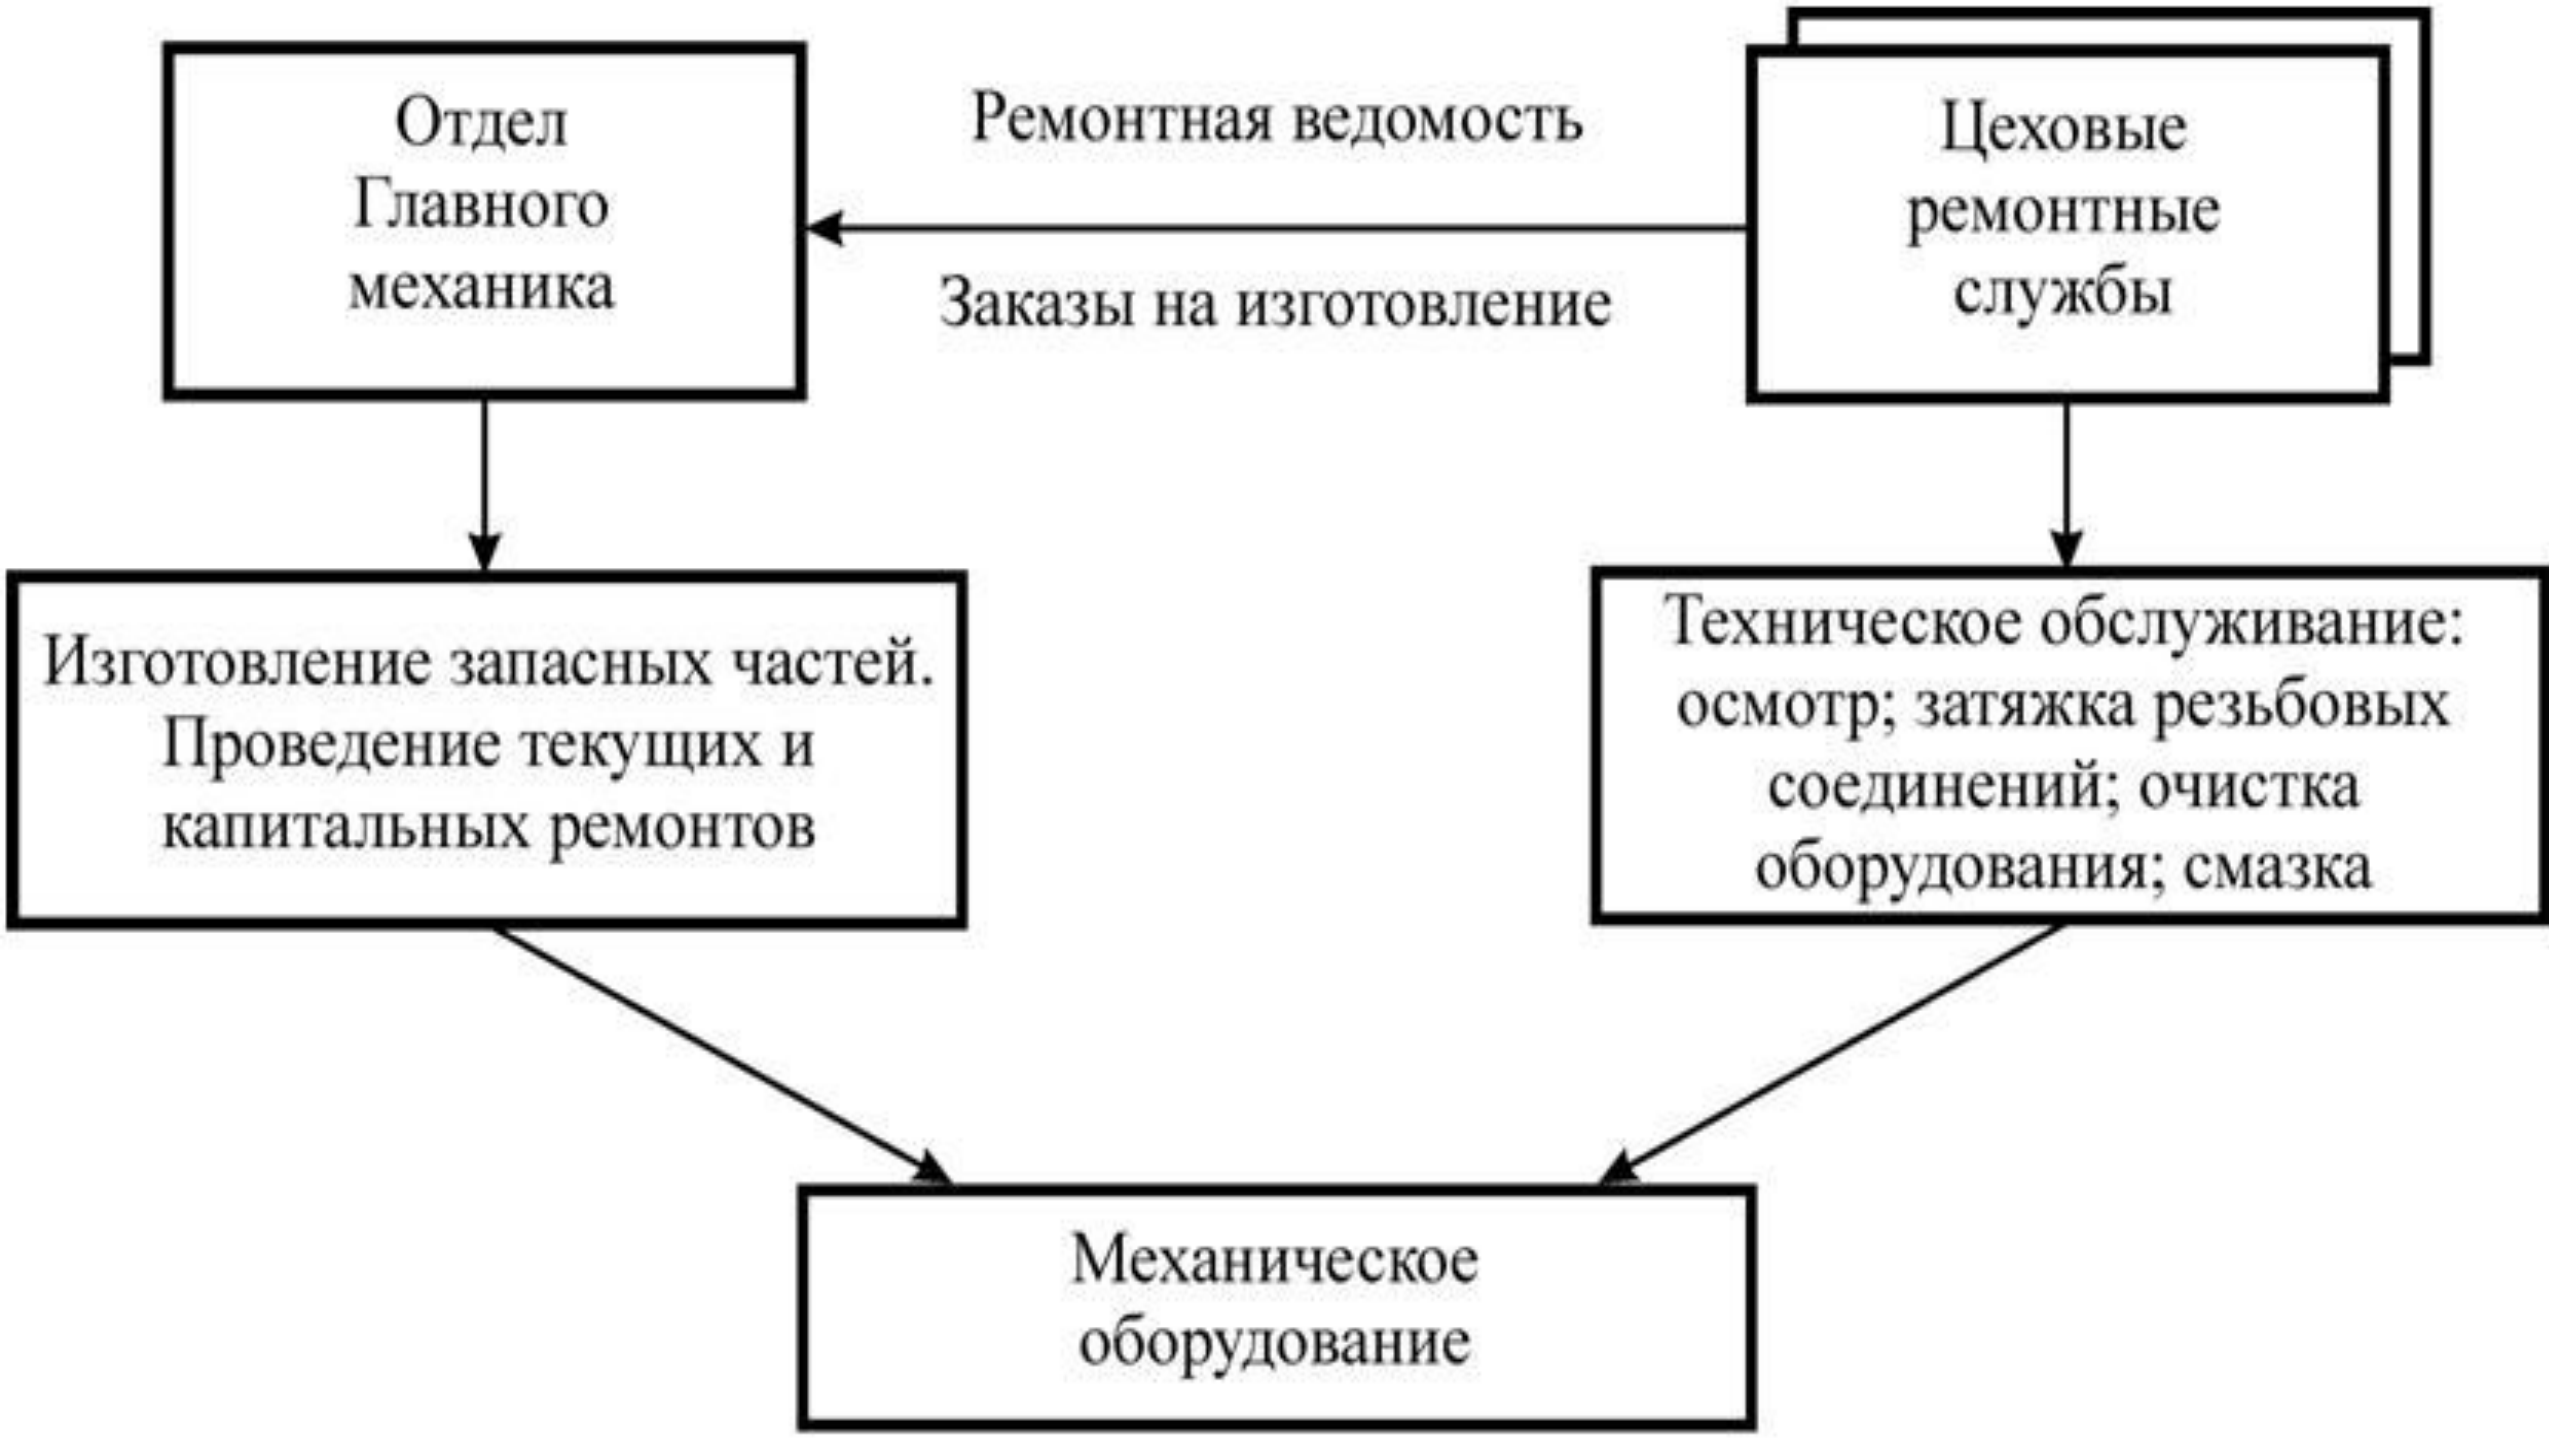 Отдел
Главного
механика
Ремонтная ведомость
Заказы на изготовление
Цеховые
ремонтные
службы
Изготовление запасных частей.
Проведение текущих и
капитальных ремонтов
Техническое обслуживание:
осмотр; затяжка резьбовых
соединений; очистка
оборудования; смазка
Механическое
оборудование